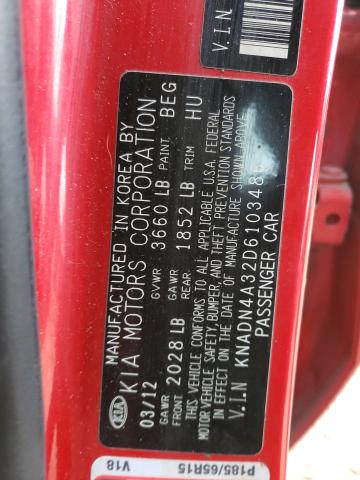 MANUFACTURED IN KOREA BY
KIA KIA MOTORS CORPORATION
03/12 GVWR 3660 LB PAINT BEG
GAWR FRONT 2028 LB GAWR REAR 1852 LB TRIM HU
THIS VEHICLE CONFORMS TO ALL APPLICABLE U.S.A. FEDERAL
MOTOR VEHICLE SAFETY, BUMPER, AND THEFT PREVENTION STANDARDS
IN EFFECT ON THE DATE OF MANUFACTURE SHOWN ABOVE.
V.I.N KNADN4A32D6103486
PASSENGER CAR
V.I.N
P185/65R15
V18